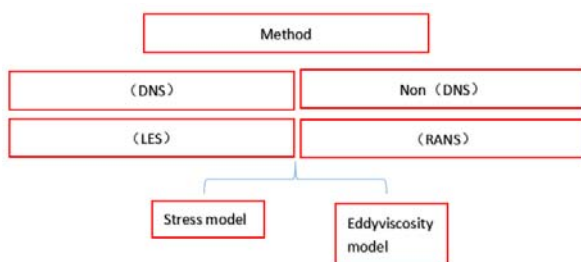 Method
（DNS）
Non（DNS）
（LES）
（RANS）
Stress model
Eddyviscosity
model